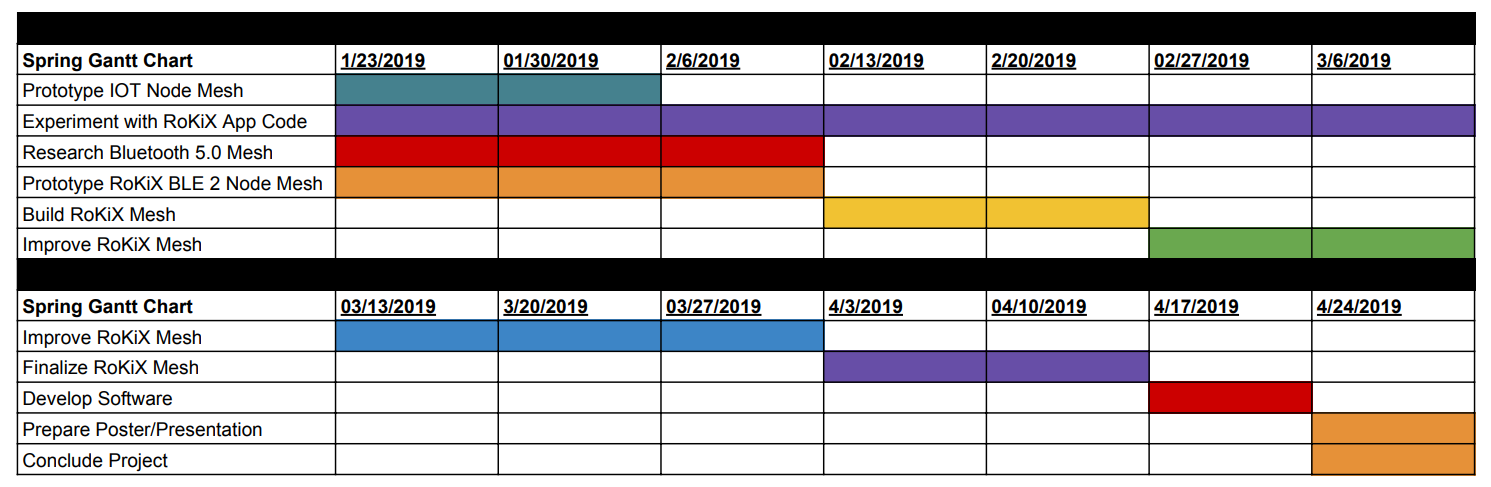 Spring Gantt Chart 1/23/2019 01/30/2019 2/6/2019 02/13/2019 2/20/2019 02/27/2019 3/6/2019
Prototype IOT Node Mesh
Experiment with RoKiX App Code
Research Bluetooth 5.0 Mesh
Prototype RoKiX BLE 2 Node Mesh
Build RoKiX Mesh
Improve RoKiX Mesh
Spring Gantt Chart 03/13/2019 3/20/2019 03/27/2019 4/3/2019 04/10/2019 4/17/2019 4/24/2019
Improve RoKiX Mesh
Finalize RoKiX Mesh
Develop Software
Prepare Poster/Presentation
Conclude Project